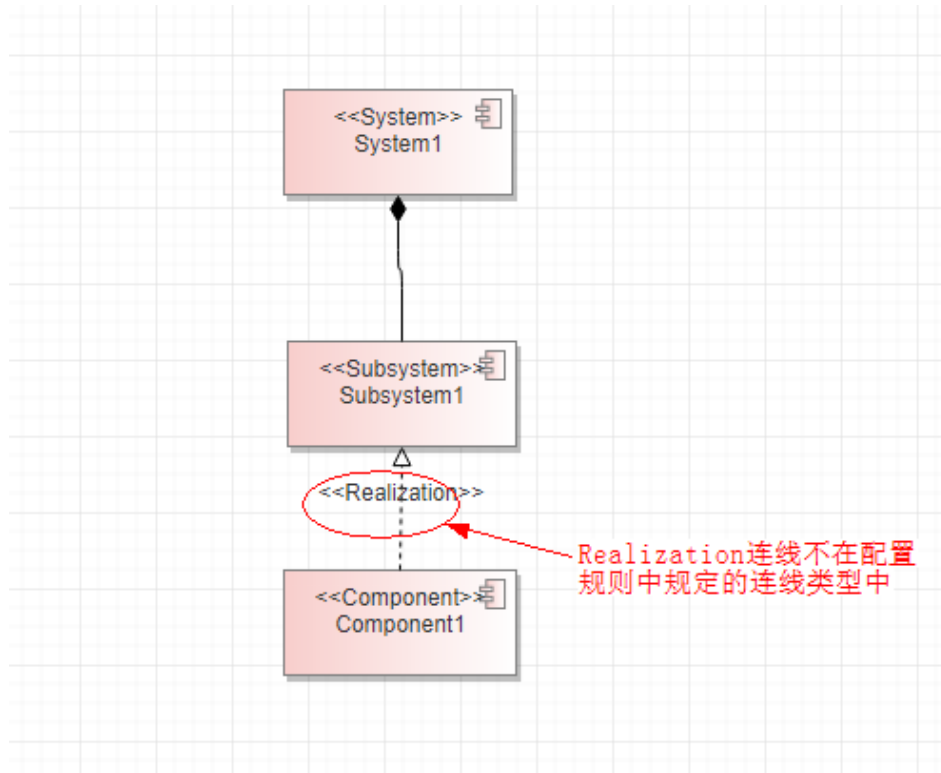 <<System>>
System1
<<Subsystem>>
Subsystem1
<<Realization>>
Realization连线不在配置
规则中规定的连线类型中
<<Component>>
Component1